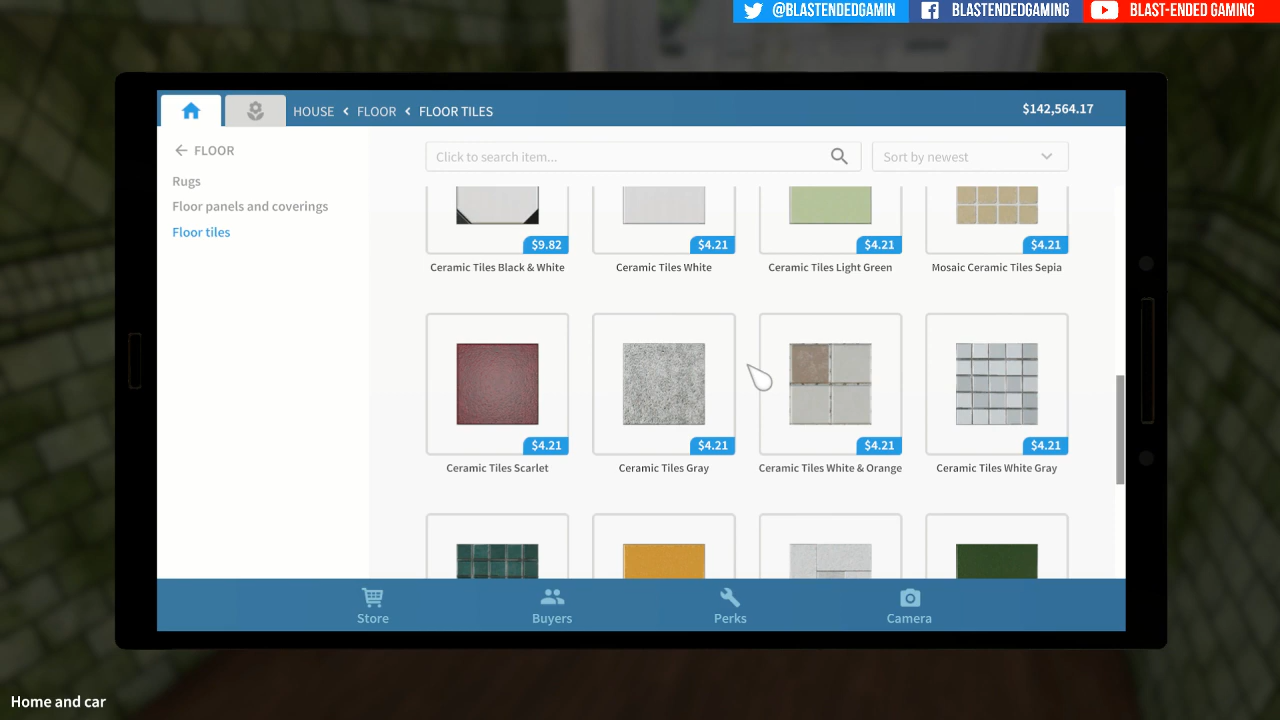 @BLASTENDEDGAMIN
BLASTENDEDGAMING
BLAST-ENDED GAMING
HOUSE < FLOOR < FLOOR TILES
$142,564.17
FLOOR
Rugs
Floor panels and coverings
Floor tiles
Click to search item...
Sort by newest
$9.82
$4.21
$4.21
$4.21
Ceramic Tiles Black & White
Ceramic Tiles White
Ceramic Tiles Light Green
Mosaic Ceramic Tiles Sepia
$4.21
$4.21
$4.21
$4.21
Ceramic Tiles Scarlet
Ceramic Tiles Gray
Ceramic Tiles White & Orange
Ceramic Tiles White Gray
Store
Buyers
Perks
Camera
Home and car